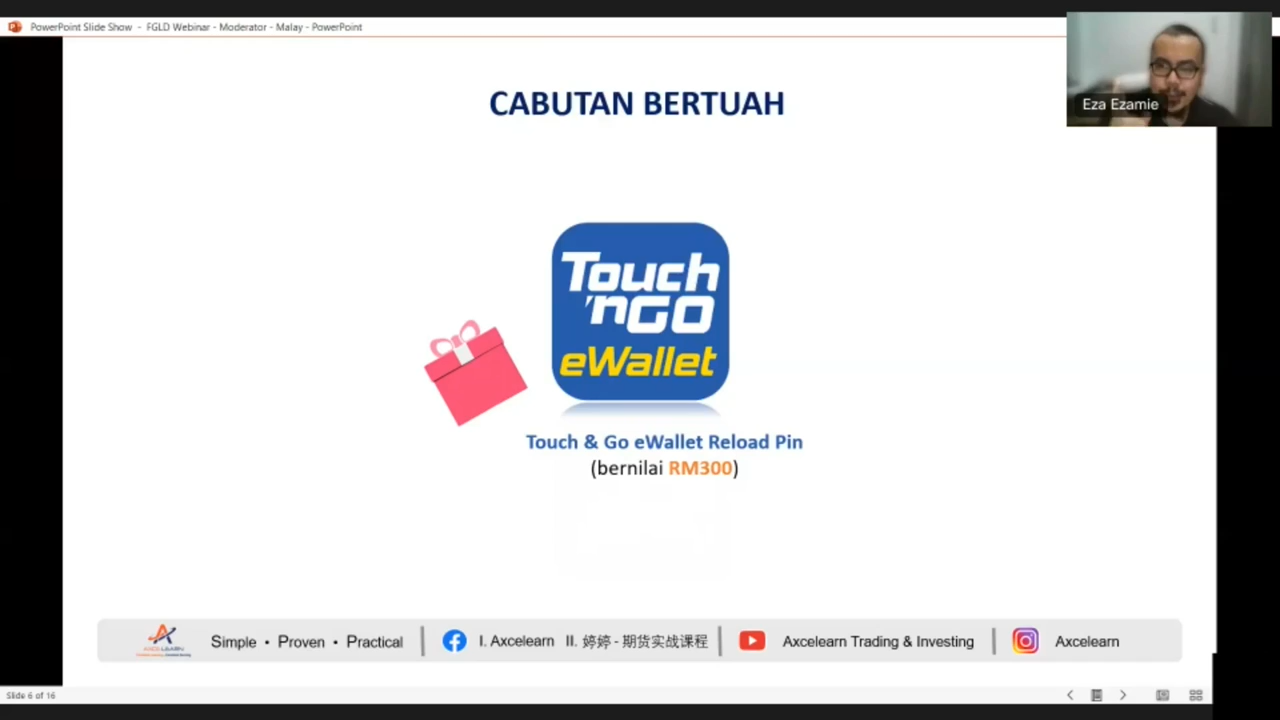 PowerPoint Slide Show - FGLD Webinar - Moderator - Malay - PowerPoint
Eza Ezamie
CABUTAN BERTUAH
Touch
'nGO
eWallet
Touch & Go eWallet Reload Pin
(bernilai RM300)
AXCELEARN
Simple • Proven • Practical
I. Axcelearn II. 婷婷 - 期货实战课程
Axcelearn Trading & Investing
Axcelearn
Slide 6 of 16